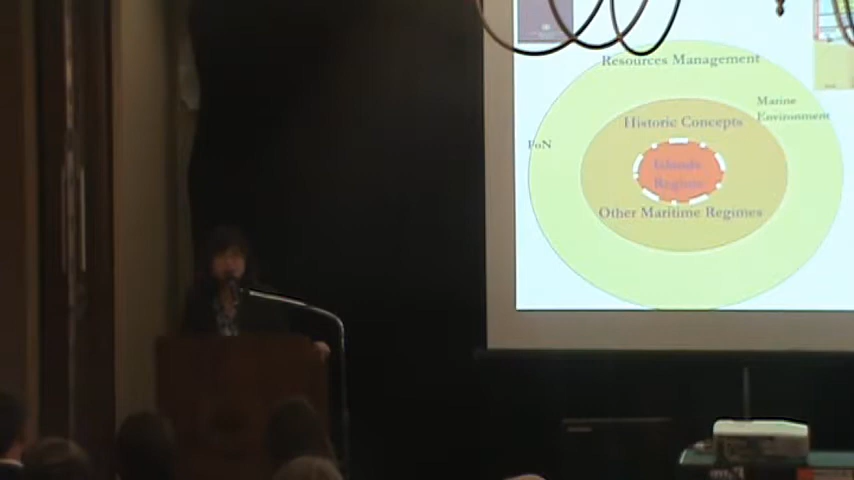 Resources Management
Marine
Environment
Historic Concepts
FoN
Islands
Regime
Other Maritime Regimes